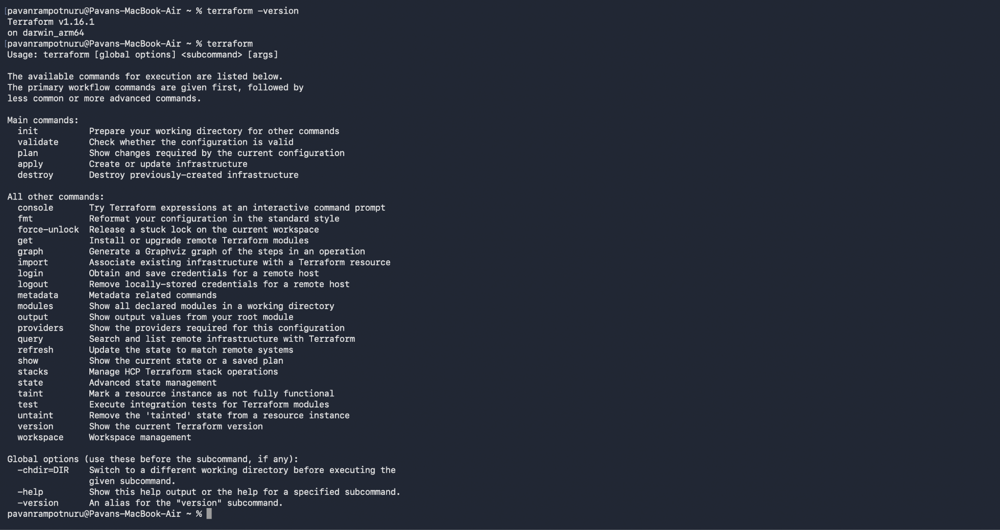 [pavanrampotnuru@Pavans-MacBook-Air ~ % terraform -version
Terraform v1.16.1
on darwin_arm64
[pavanrampotnuru@Pavans-MacBook-Air ~ % terraform
Usage: terraform [global options] <subcommand> [args]

The available commands for execution are listed below.
The primary workflow commands are given first, followed by
less common or more advanced commands.

Main commands:
  init          Prepare your working directory for other commands
  validate      Check whether the configuration is valid
  plan          Show changes required by the current configuration
  apply         Create or update infrastructure
  destroy       Destroy previously-created infrastructure

All other commands:
  console       Try Terraform expressions at an interactive command prompt
  fmt           Reformat your configuration in the standard style
  force-unlock  Release a stuck lock on the current workspace
  get           Install or upgrade remote Terraform modules
  graph         Generate a Graphviz graph of the steps in an operation
  import        Associate existing infrastructure with a Terraform resource
  login         Obtain and save credentials for a remote host
  logout        Remove locally-stored credentials for a remote host
  metadata      Metadata related commands
  modules       Show all declared modules in a working directory
  output        Show output values from your root module
  providers     Show the providers required for this configuration
  query         Search and list remote infrastructure with Terraform
  refresh       Update the state to match remote systems
  show          Show the current state or a saved plan
  stacks        Manage HCP Terraform stack operations
  state         Advanced state management
  taint         Mark a resource instance as not fully functional
  test          Execute integration tests for Terraform modules
  untaint       Remove the 'tainted' state from a resource instance
  version       Show the current Terraform version
  workspace     Workspace management

Global options (use these before the subcommand, if any):
  -chdir=DIR    Switch to a different working directory before executing the
                given subcommand.
  -help         Show this help output or the help for a specified subcommand.
  -version      An alias for the "version" subcommand.
pavanrampotnuru@Pavans-MacBook-Air ~ %